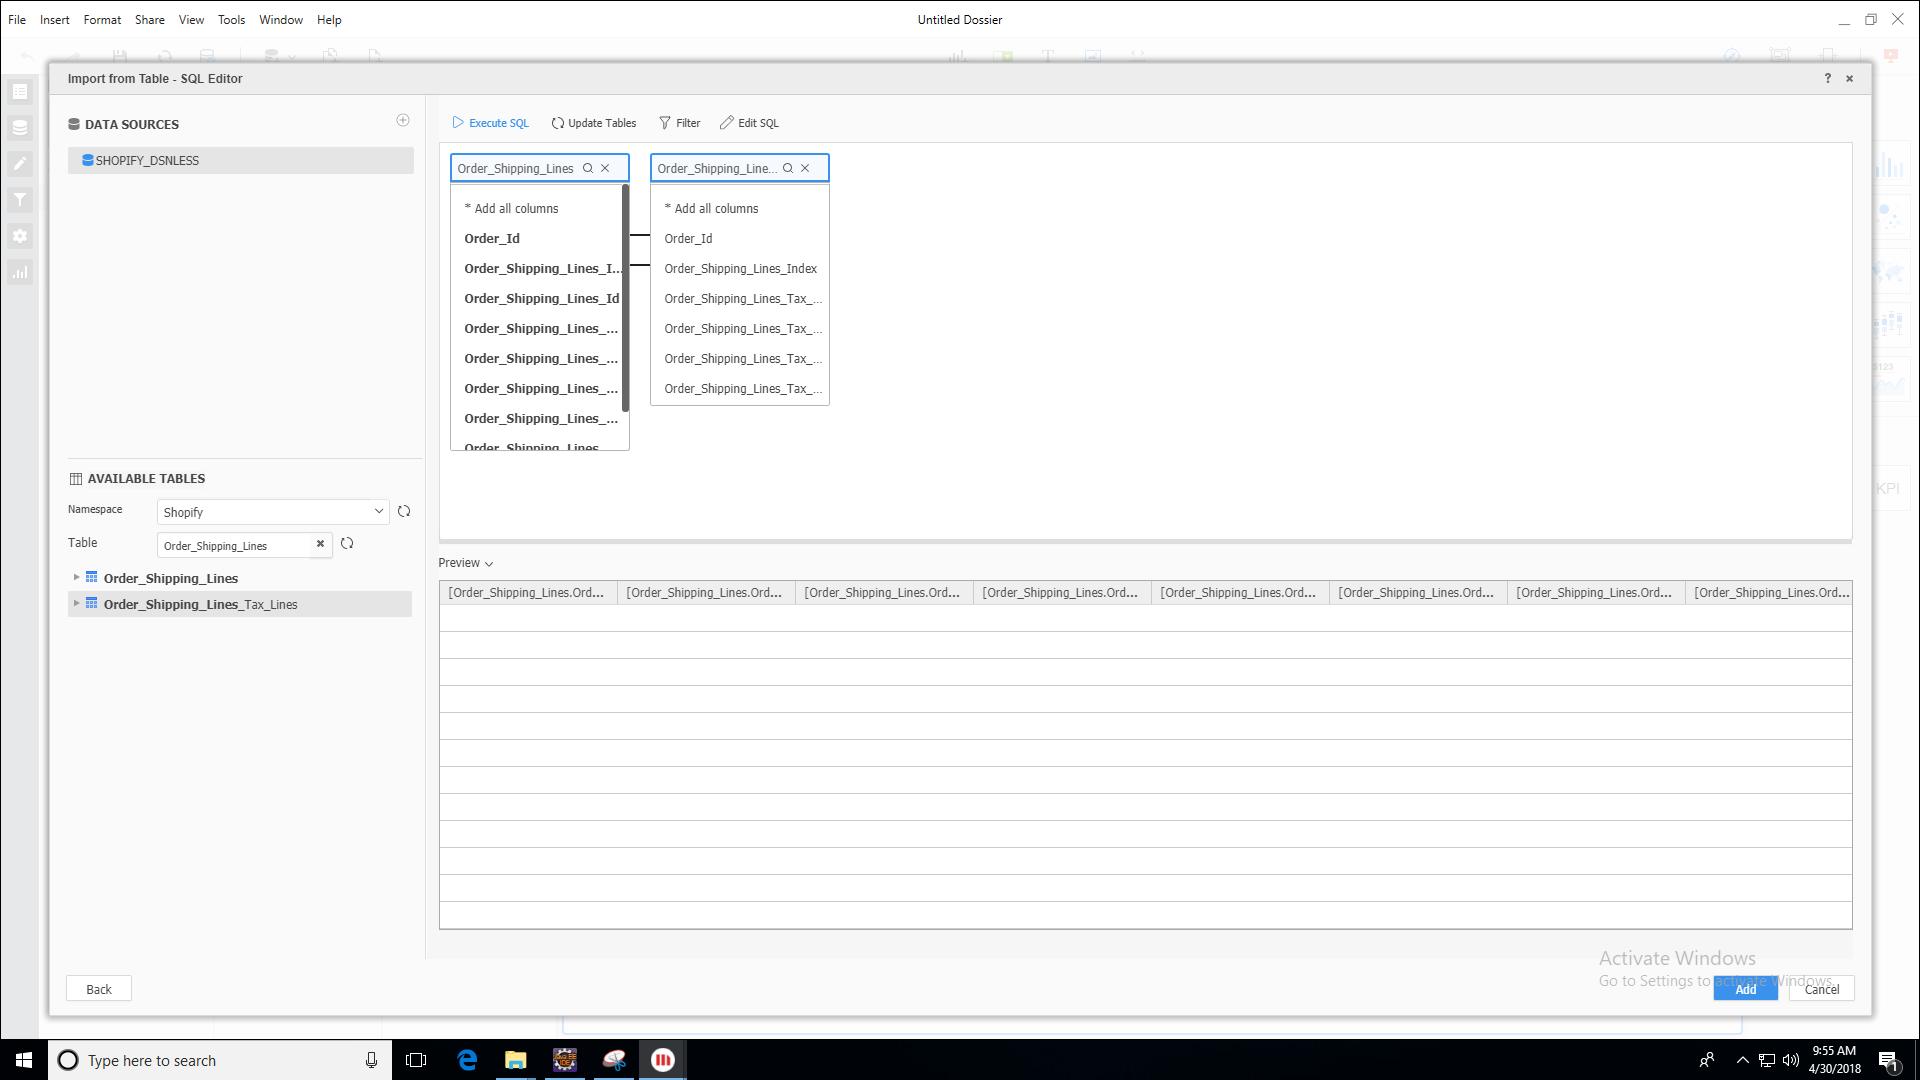 File Insert Format Share View Tools Window Help
Untitled Dossier
Import from Table - SQL Editor
?
DATA SOURCES
SHOPIFY_DSNLESS
Execute SQL Update Tables Filter Edit SQL
Order_Shipping_Lines
* Add all columns
Order_Id
Order_Shipping_Lines_I...
Order_Shipping_Lines_Id
Order_Shipping_Lines_...
Order_Shipping_Lines_...
Order_Shipping_Lines_...
Order_Shipping_Lines_...
Order_Shipping_Lines
Order_Shipping_Line...
* Add all columns
Order_Id
Order_Shipping_Lines_Index
Order_Shipping_Lines_Tax_...
Order_Shipping_Lines_Tax_...
Order_Shipping_Lines_Tax_...
Order_Shipping_Lines_Tax_...
AVAILABLE TABLES
Namespace Shopify
Table Order_Shipping_Lines
Order_Shipping_Lines
Order_Shipping_Lines_Tax_Lines
Preview
[Order_Shipping_Lines.Ord... [Order_Shipping_Lines.Ord... [Order_Shipping_Lines.Ord... [Order_Shipping_Lines.Ord... [Order_Shipping_Lines.Ord... [Order_Shipping_Lines.Ord... [Order_Shipping_Lines.Ord... [Order_Shipping_Lines.Ord...
KPI
Activate Windows
Go to Settings to activate Windows.
Back
Add
Cancel
Type here to search
9:55 AM
4/30/2018
1